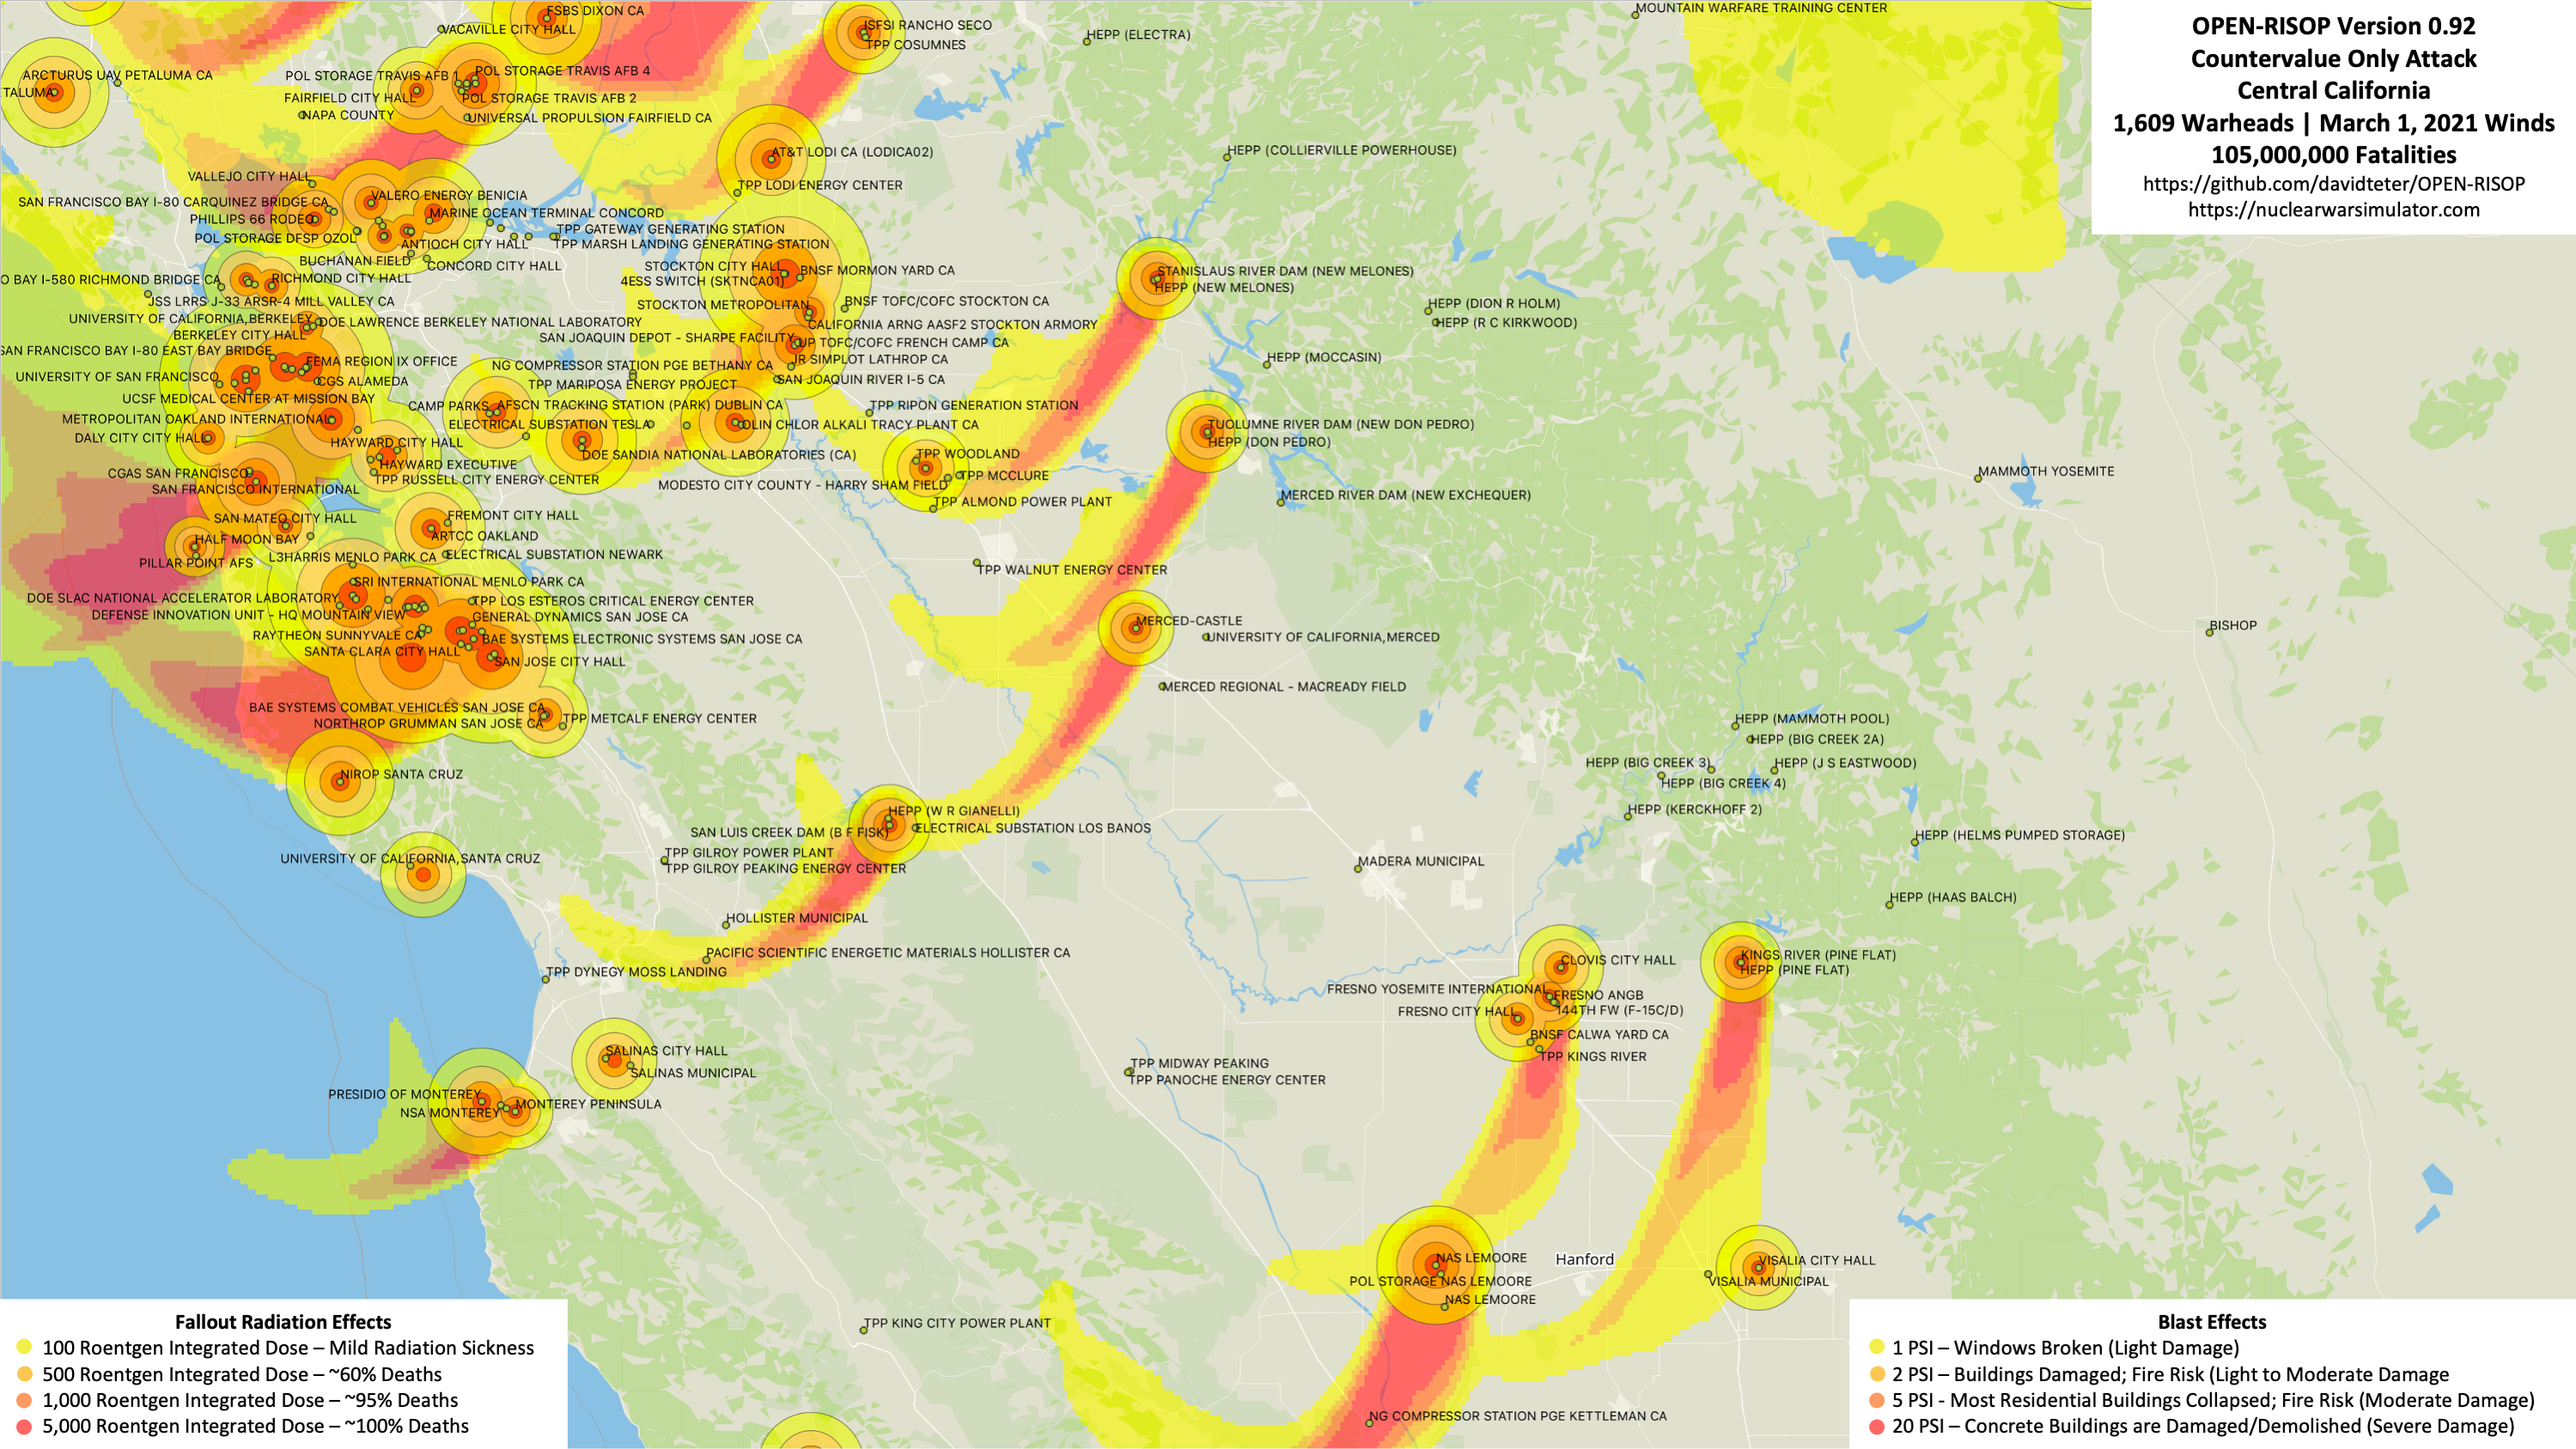 OPEN-RISOP Version 0.92
Countervalue Only Attack
Central California
1,609 Warheads | March 1, 2021 Winds
105,000,000 Fatalities
https://github.com/davidteter/OPEN-RISOP
https://nuclearwarsimulator.com
FSBS DIXON CA
MOUNTAIN WARFARE TRAINING CENTER
VACAVILLE CITY HALL
ISFSI RANCHO SECO
HEPP (ELECTRA)
TPP COSUMNES
ARCTURUS UAV PETALUMA CA
POL STORAGE TRAVIS AFB 1
POL STORAGE TRAVIS AFB 4
FAIRFIELD CITY HALL
POL STORAGE TRAVIS AFB 2
NAPA COUNTY
UNIVERSAL PROPULSION FAIRFIELD CA
AT&T LODI CA (LODICA02)
HEPP (COLLIERVILLE POWERHOUSE)
VALLEJO CITY HALL
TPP LODI ENERGY CENTER
VALERO ENERGY BENICIA
SAN FRANCISCO BAY I-80 CARQUINEZ BRIDGE CA
MARINE OCEAN TERMINAL CONCORD
PHILLIPS 66 RODEO
TPP GATEWAY GENERATING STATION
POL STORAGE DFSP OZOL
ANTIOCH CITY HALL
TPP MARSH LANDING GENERATING STATION
BUCHANAN FIELD
CONCORD CITY HALL
STOCKTON CITY HALL
BNSF MORMON YARD CA
STANISLAUS RIVER DAM (NEW MELONES)
O BAY I-580 RICHMOND BRIDGE CA
RICHMOND CITY HALL
4ESS SWITCH (SKTNCA01)
HEPP (NEW MELONES)
JSS LRRS J-33 ARSR-4 MILL VALLEY CA
STOCKTON METROPOLITAN
BNSF TOFC/COFC STOCKTON CA
HEPP (DION R HOLM)
UNIVERSITY OF CALIFORNIA,BERKELEY
DOE LAWRENCE BERKELEY NATIONAL LABORATORY
CALIFORNIA ARNG AASF2 STOCKTON ARMORY
HEPP (R C KIRKWOOD)
BERKELEY CITY HALL
SAN JOAQUIN DEPOT - SHARPE FACILITY
UP TOFC/COFC FRENCH CAMP CA
SAN FRANCISCO BAY I-80 EAST BAY BRIDGE
FEMA REGION IX OFFICE
NG COMPRESSOR STATION PGE BETHANY CA
JR SIMPLOT LATHROP CA
HEPP (MOCCASIN)
UNIVERSITY OF SAN FRANCISCO
CGS ALAMEDA
TPP MARIPOSA ENERGY PROJECT
SAN JOAQUIN RIVER I-5 CA
UCSF MEDICAL CENTER AT MISSION BAY
CAMP PARKS
AFSCN TRACKING STATION (PARK) DUBLIN CA
TPP RIPON GENERATION STATION
METROPOLITAN OAKLAND INTERNATIONAL
ELECTRICAL SUBSTATION TESLA
OLIN CHLOR ALKALI TRACY PLANT CA
TUOLUMNE RIVER DAM (NEW DON PEDRO)
DALY CITY CITY HALL
HAYWARD CITY HALL
HEPP (DON PEDRO)
DOE SANDIA NATIONAL LABORATORIES (CA)
TPP WOODLAND
HAYWARD EXECUTIVE
MAMMOTH YOSEMITE
CGAS SAN FRANCISCO
TPP RUSSELL CITY ENERGY CENTER
TPP MCCLURE
SAN FRANCISCO INTERNATIONAL
MODESTO CITY COUNTY - HARRY SHAM FIELD
MERCED RIVER DAM (NEW EXCHEQUER)
TPP ALMOND POWER PLANT
SAN MATEO CITY HALL
FREMONT CITY HALL
HALF MOON BAY
ARTCC OAKLAND
PILLAR POINT AFS
L3HARRIS MENLO PARK CA
ELECTRICAL SUBSTATION NEWARK
TPP WALNUT ENERGY CENTER
SRI INTERNATIONAL MENLO PARK CA
DOE SLAC NATIONAL ACCELERATOR LABORATORY
TPP LOS ESTEROS CRITICAL ENERGY CENTER
DEFENSE INNOVATION UNIT - HQ MOUNTAIN VIEW
GENERAL DYNAMICS SAN JOSE CA
MERCED-CASTLE
BISHOP
RAYTHEON SUNNYVALE CA
BAE SYSTEMS ELECTRONIC SYSTEMS SAN JOSE CA
UNIVERSITY OF CALIFORNIA,MERCED
SANTA CLARA CITY HALL
SAN JOSE CITY HALL
MERCED REGIONAL - MACREADY FIELD
BAE SYSTEMS COMBAT VEHICLES SAN JOSE CA
NORTHROP GRUMMAN SAN JOSE CA
TPP METCALF ENERGY CENTER
HEPP (MAMMOTH POOL)
HEPP (BIG CREEK 2A)
HEPP (BIG CREEK 3)
HEPP (J S EASTWOOD)
NIROP SANTA CRUZ
HEPP (BIG CREEK 4)
HEPP (W R GIANELLI)
HEPP (KERCKHOFF 2)
SAN LUIS CREEK DAM (B F FISK)
ELECTRICAL SUBSTATION LOS BANOS
HEPP (HELMS PUMPED STORAGE)
UNIVERSITY OF CALIFORNIA,SANTA CRUZ
TPP GILROY POWER PLANT
TPP GILROY PEAKING ENERGY CENTER
MADERA MUNICIPAL
HEPP (HAAS BALCH)
HOLLISTER MUNICIPAL
PACIFIC SCIENTIFIC ENERGETIC MATERIALS HOLLISTER CA
CLOVIS CITY HALL
KINGS RIVER (PINE FLAT)
TPP DYNEGY MOSS LANDING
HEPP (PINE FLAT)
FRESNO YOSEMITE INTERNATIONAL
FRESNO ANGB
FRESNO CITY HALL
144TH FW (F-15C/D)
BNSF CALWA YARD CA
SALINAS CITY HALL
TPP KINGS RIVER
SALINAS MUNICIPAL
TPP MIDWAY PEAKING
TPP PANOCHE ENERGY CENTER
PRESIDIO OF MONTEREY
NSA MONTEREY
MONTEREY PENINSULA
NAS LEMOORE
Hanford
VISALIA CITY HALL
POL STORAGE NAS LEMOORE
VISALIA MUNICIPAL
NAS LEMOORE
TPP KING CITY POWER PLANT
NG COMPRESSOR STATION PGE KETTLEMAN CA
Fallout Radiation Effects
100 Roentgen Integrated Dose – Mild Radiation Sickness
500 Roentgen Integrated Dose – ~60% Deaths
1,000 Roentgen Integrated Dose – ~95% Deaths
5,000 Roentgen Integrated Dose – ~100% Deaths
Blast Effects
1 PSI – Windows Broken (Light Damage)
2 PSI – Buildings Damaged; Fire Risk (Light to Moderate Damage
5 PSI - Most Residential Buildings Collapsed; Fire Risk (Moderate Damage)
20 PSI – Concrete Buildings are Damaged/Demolished (Severe Damage)